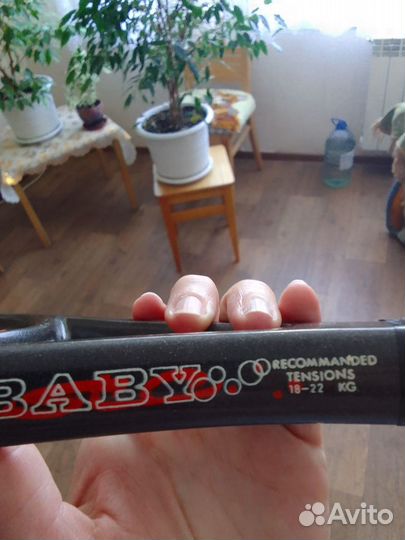 BABY
RECOMMANDED
TENSIONS
18-22 KG
Avito